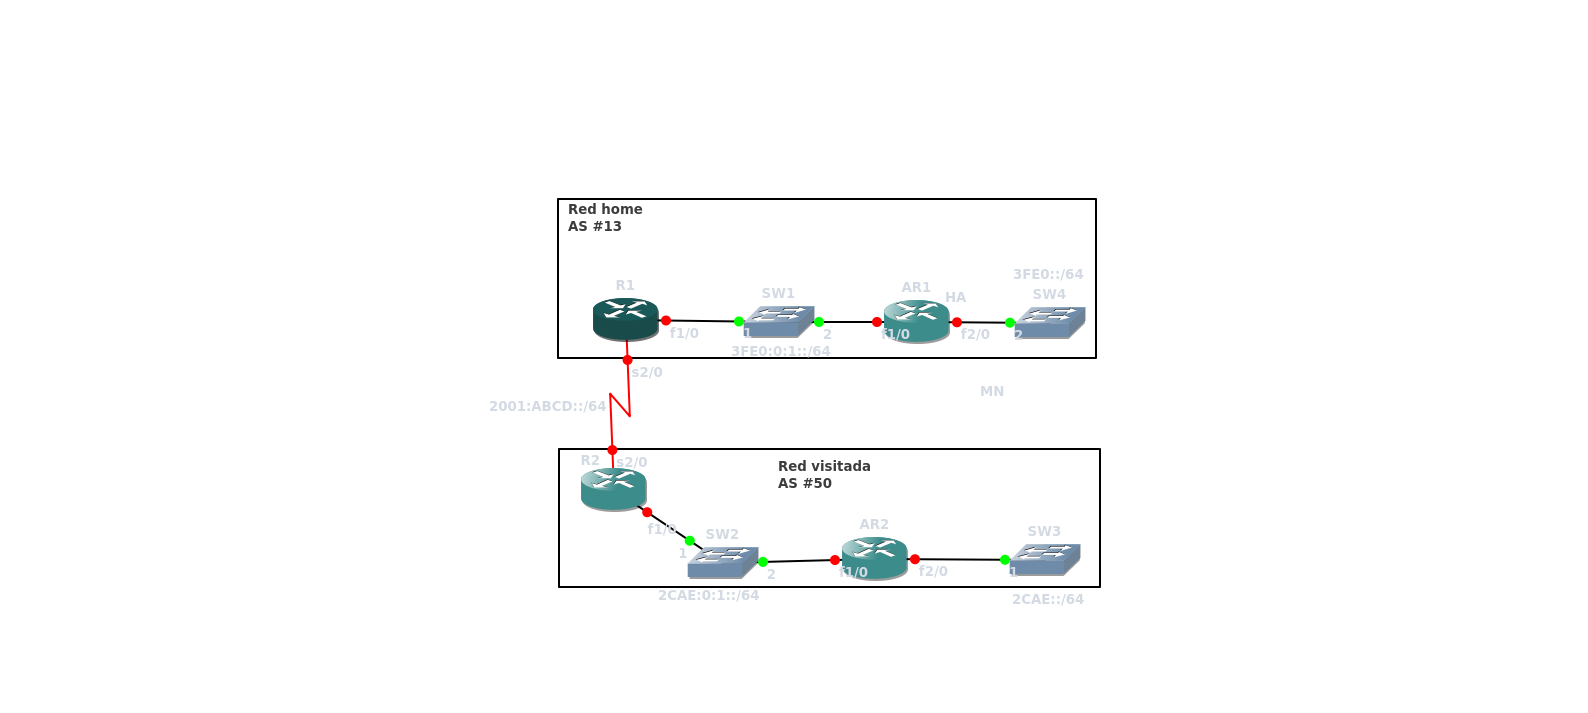 Red home
AS #13
3FE0::/64
R1
SW1
AR1
HA
SW4
f1/0
1
2
f1/0
f2/0
2
3FE0:0:1::/64
s2/0
MN
2001:ABCD::/64
R2
s2/0
Red visitada
AS #50
f1/0
SW2
AR2
SW3
1
2
f1/0
f2/0
1
2CAE:0:1::/64
2CAE::/64